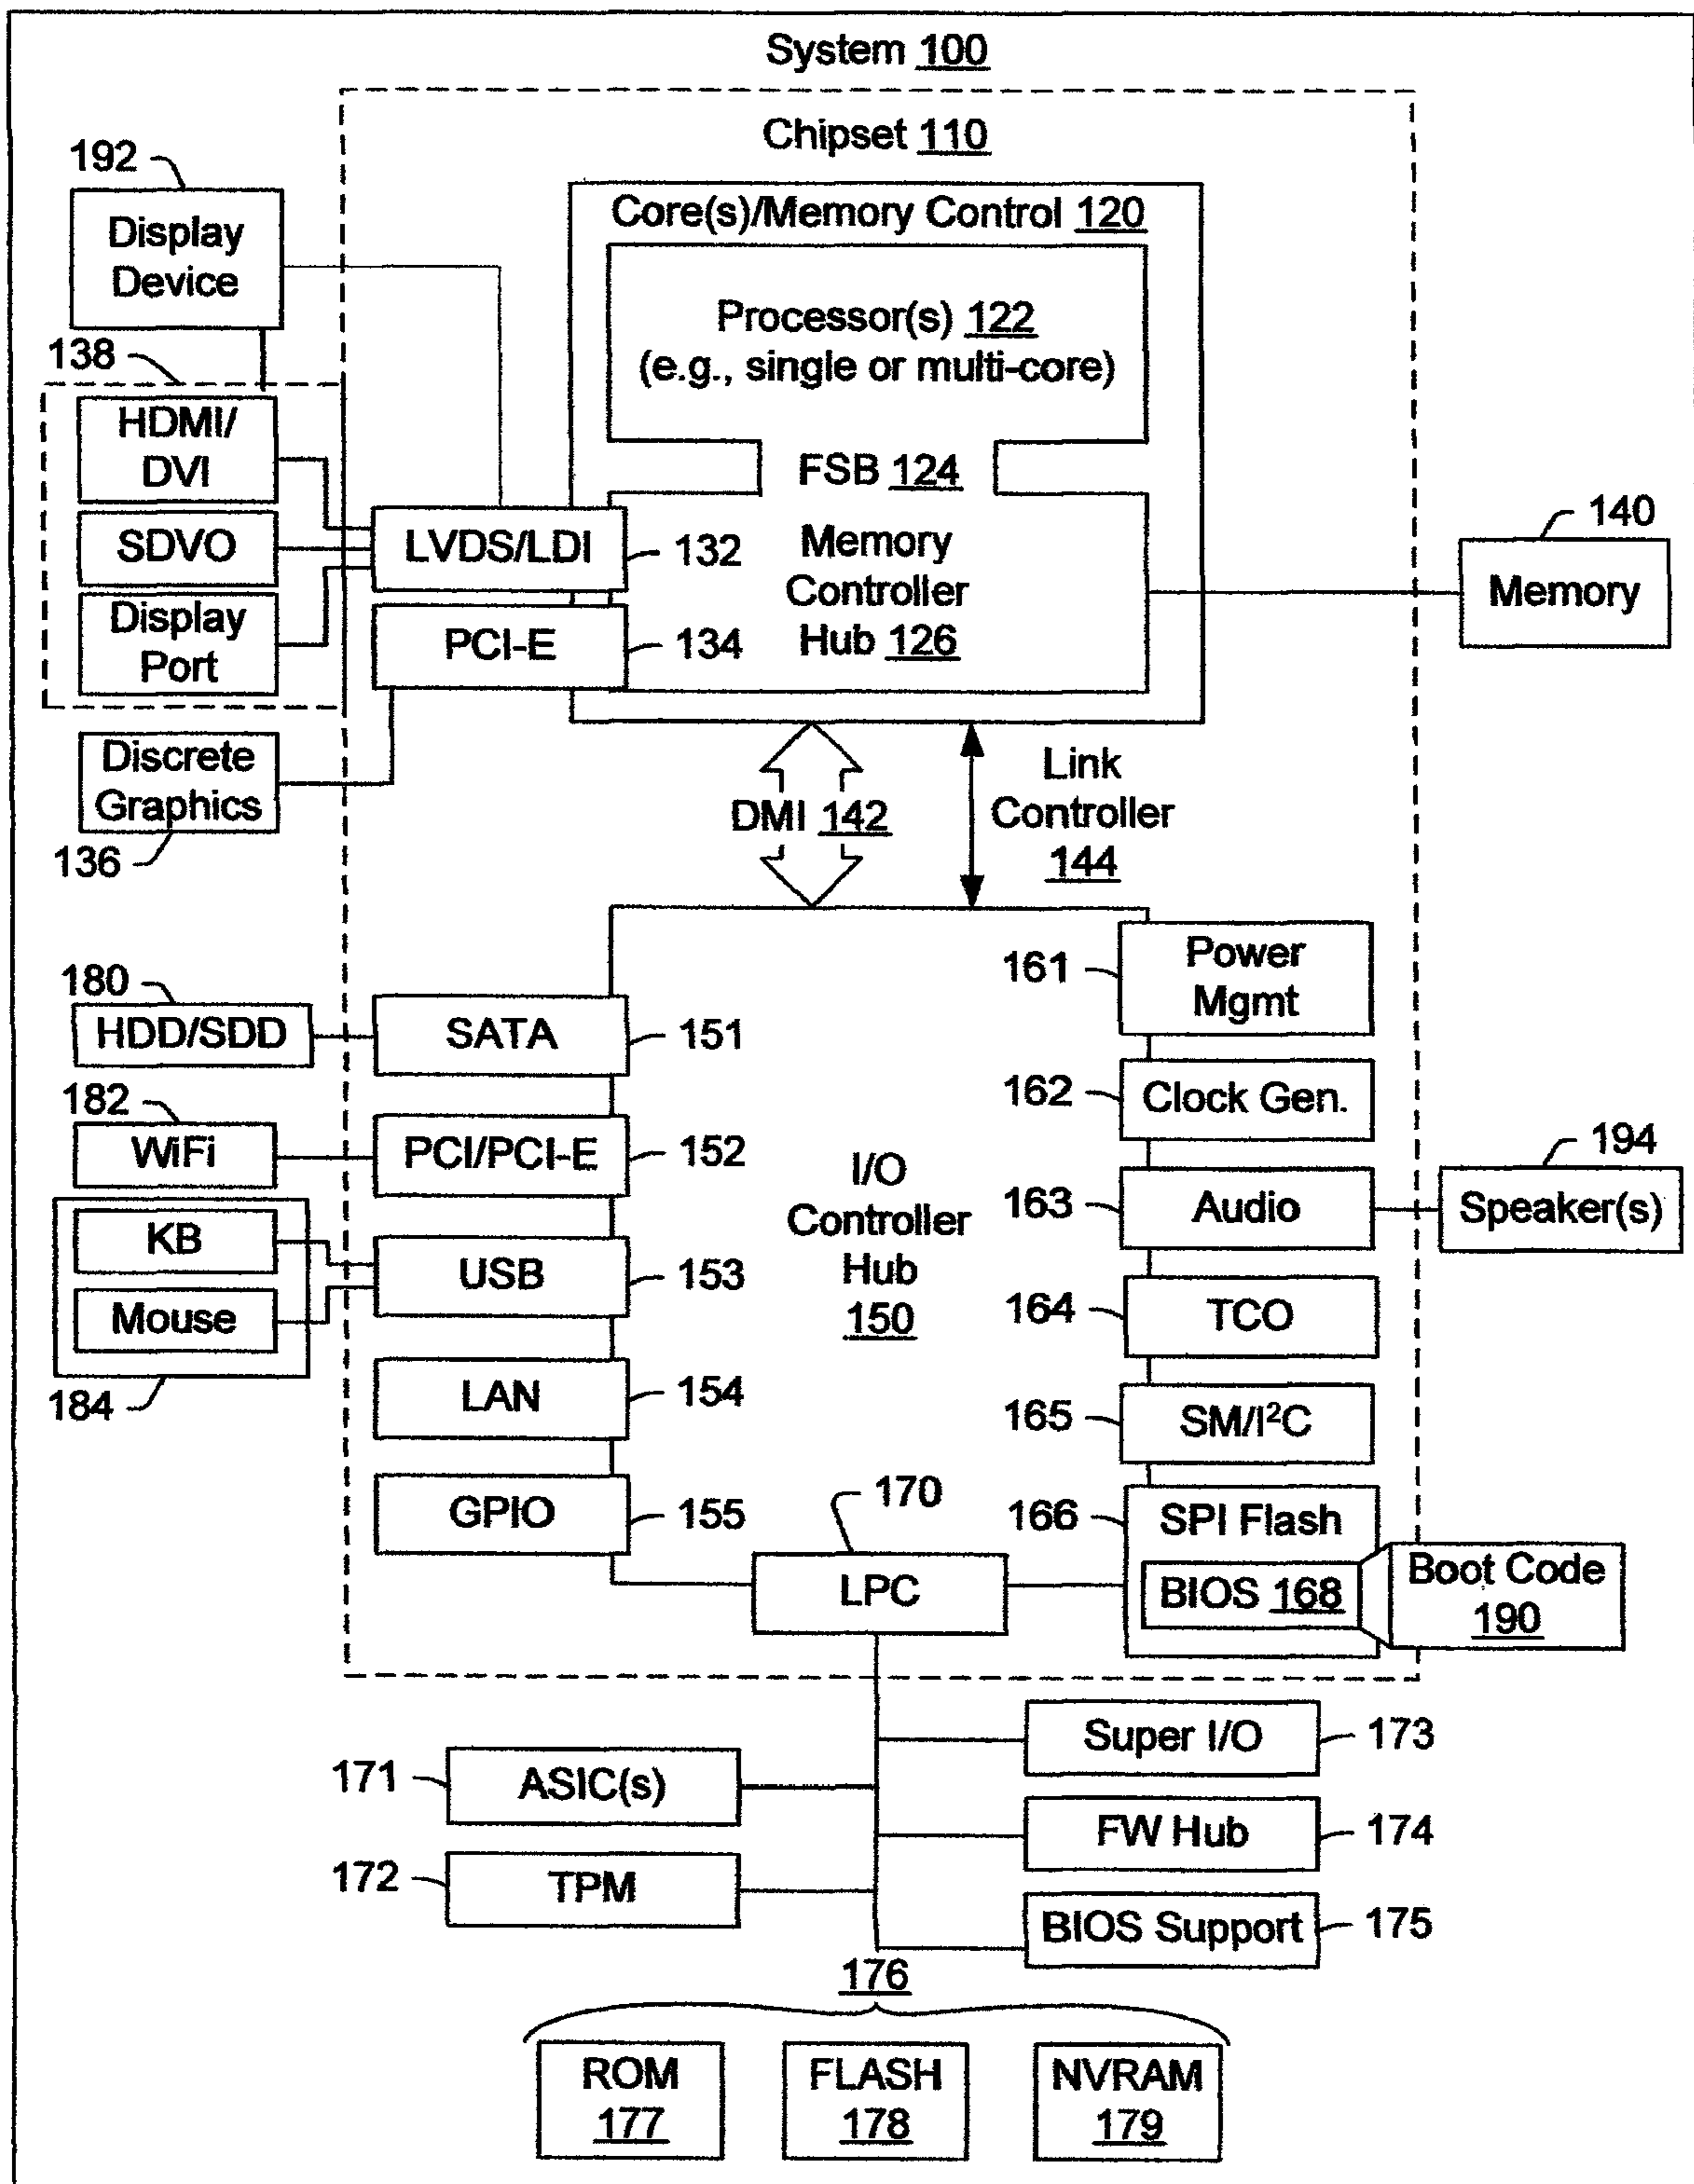 System 100
Chipset 110
192
Display
Device
Core(s)/Memory Control 120
Processor(s) 122
(e.g., single or multi-core)
138
HDMI/
DVI
SDVO
Display
Port
FSB 124
LVDS/LDI
132
PCI-E
134
Memory
Controller
Hub 126
140
Memory
Discrete
Graphics
136
DMI 142
Link
Controller
144
180
HDD/SDD
SATA
151
182
WiFi
PCI/PCI-E
152
KB
Mouse
184
USB
153
LAN
154
GPIO
155
I/O
Controller
Hub
150
161
Power
Mgmt
162
Clock Gen.
163
Audio
194
Speaker(s)
164
TCO
165
SM/I²C
166
SPI Flash
BIOS 168
Boot Code
190
170
LPC
171
ASIC(s)
172
TPM
Super I/O
173
FW Hub
174
BIOS Support
175
176
ROM
177
FLASH
178
NVRAM
179